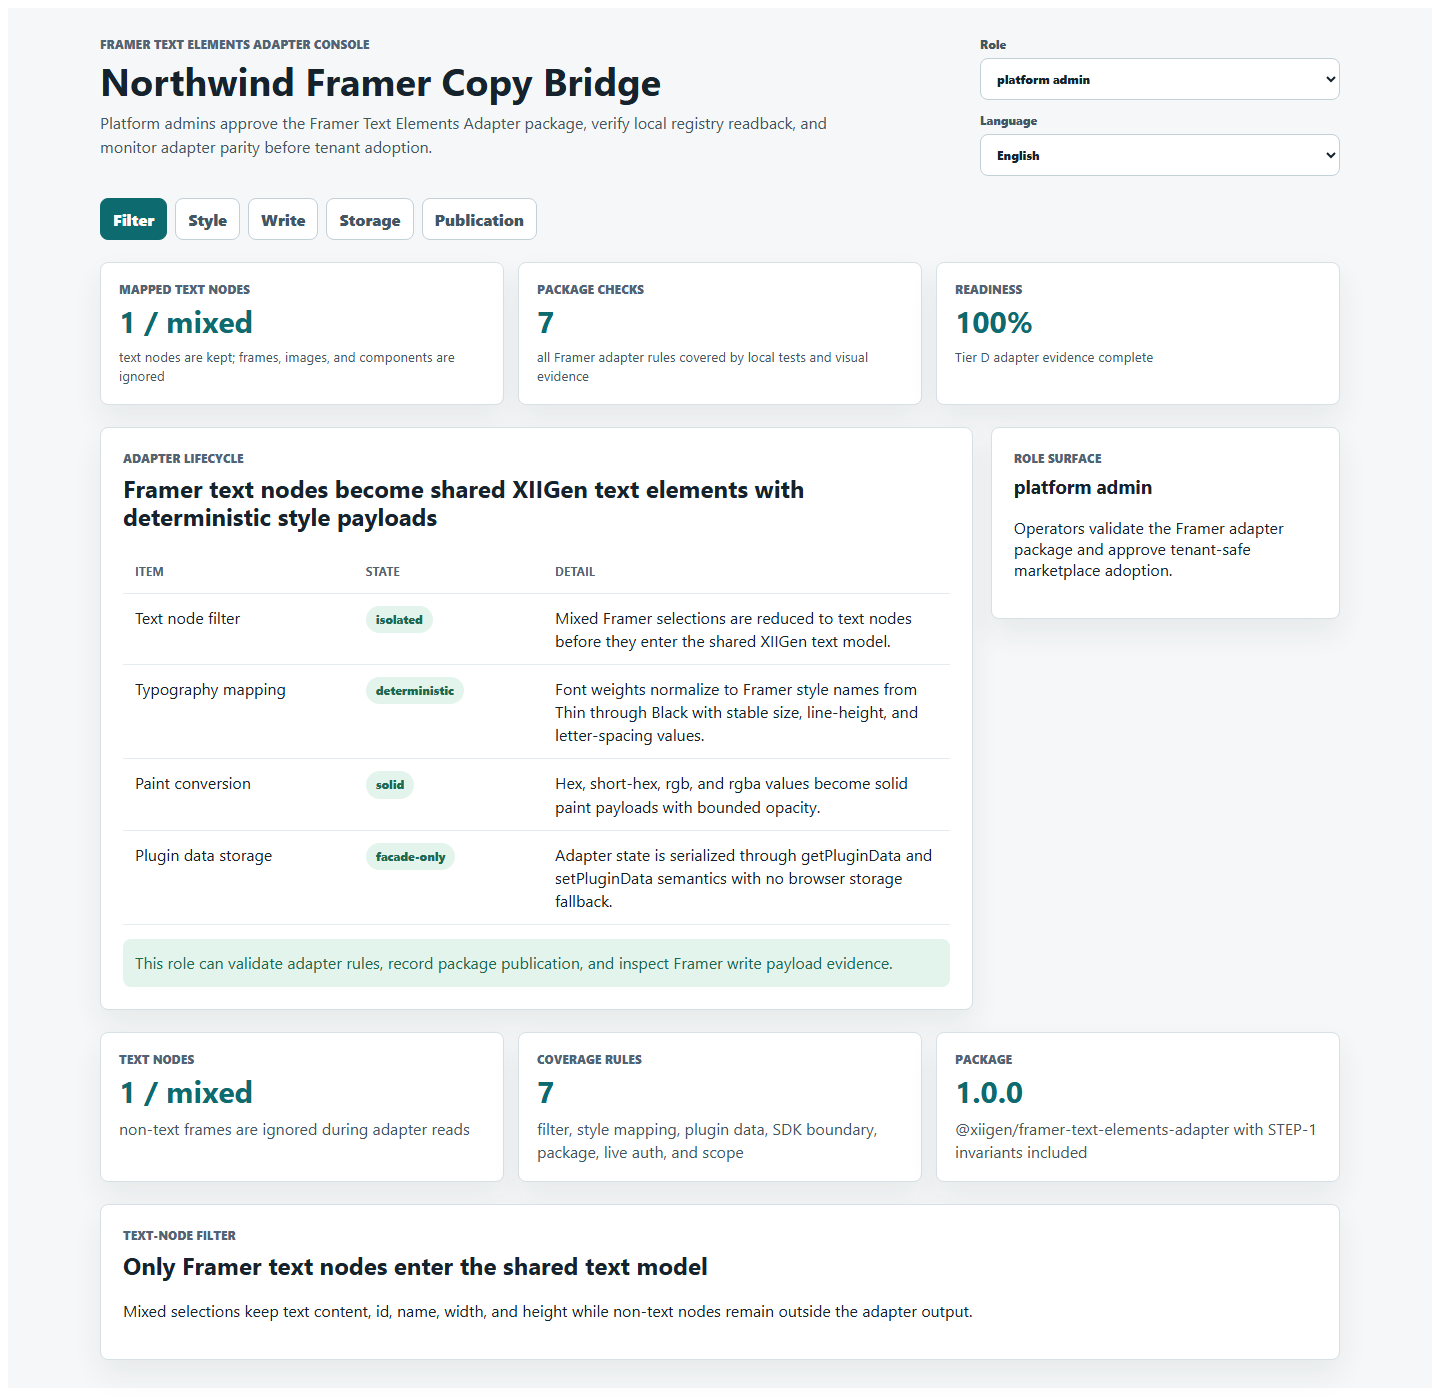 FRAMER TEXT ELEMENTS ADAPTER CONSOLE
Northwind Framer Copy Bridge
Platform admins approve the Framer Text Elements Adapter package, verify local registry readback, and
monitor adapter parity before tenant adoption.
Role
platform admin
Language
English
Filter
Style
Write
Storage
Publication
MAPPED TEXT NODES
1 / mixed
text nodes are kept; frames, images, and components are
ignored
PACKAGE CHECKS
7
all Framer adapter rules covered by local tests and visual
evidence
READINESS
100%
Tier D adapter evidence complete
ADAPTER LIFECYCLE
Framer text nodes become shared XIIGen text elements with
deterministic style payloads
ITEM STATE DETAIL
Text node filter
isolated
Mixed Framer selections are reduced to text nodes
before they enter the shared XIIGen text model.
Typography mapping
deterministic
Font weights normalize to Framer style names from
Thin through Black with stable size, line-height, and
letter-spacing values.
Paint conversion
solid
Hex, short-hex, rgb, and rgba values become solid
paint payloads with bounded opacity.
Plugin data storage
facade-only
Adapter state is serialized through getPluginData and
setPluginData semantics with no browser storage
fallback.
This role can validate adapter rules, record package publication, and inspect Framer write payload evidence.
ROLE SURFACE
platform admin
Operators validate the Framer adapter
package and approve tenant-safe
marketplace adoption.
TEXT NODES
1 / mixed
non-text frames are ignored during adapter reads
COVERAGE RULES
7
filter, style mapping, plugin data, SDK boundary,
package, live auth, and scope
PACKAGE
1.0.0
@xiigen/framer-text-elements-adapter with STEP-1
invariants included
TEXT-NODE FILTER
Only Framer text nodes enter the shared text model
Mixed selections keep text content, id, name, width, and height while non-text nodes remain outside the adapter output.